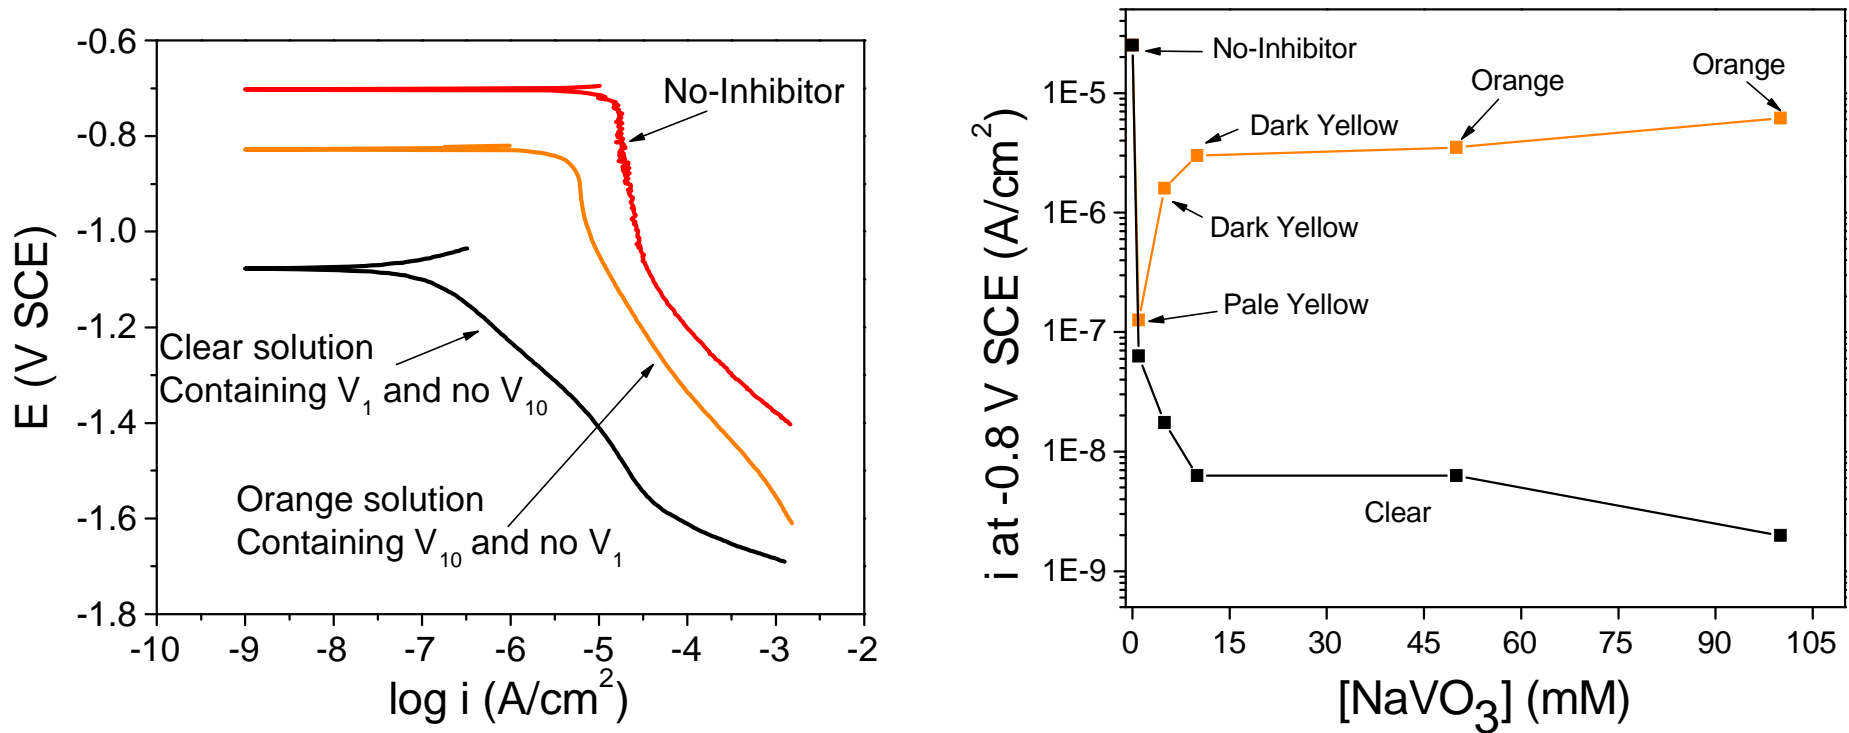 -0.6
-0.8
-1.0
-1.2
-1.4
-1.6
-1.8
E (V SCE)
No-Inhibitor
Clear solution
Containing V1 and no V10
Orange solution
Containing V10 and no V1
-10 -9 -8 -7 -6 -5 -4 -3 -2
log i (A/cm2)
1E-5
1E-6
1E-7
1E-8
1E-9
i at -0.8 V SCE (A/cm2)
No-Inhibitor
Orange
Orange
Dark Yellow
Dark Yellow
Pale Yellow
Clear
0 15 30 45 60 75 90 105
[NaVO3] (mM)